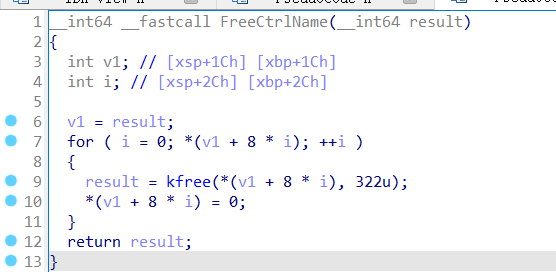 1 __int64 __fastcall FreeCtrlName(__int64 result)
2 {
3 int v1; // [xsp+1Ch] [xbp+1Ch]
4 int i; // [xsp+2Ch] [xbp+2Ch]
5
6 v1 = result;
7 for ( i = 0; *(v1 + 8 * i); ++i )
8 {
9 result = kfree(*(v1 + 8 * i), 322u);
10 *(v1 + 8 * i) = 0;
11 }
12 return result;
13 }